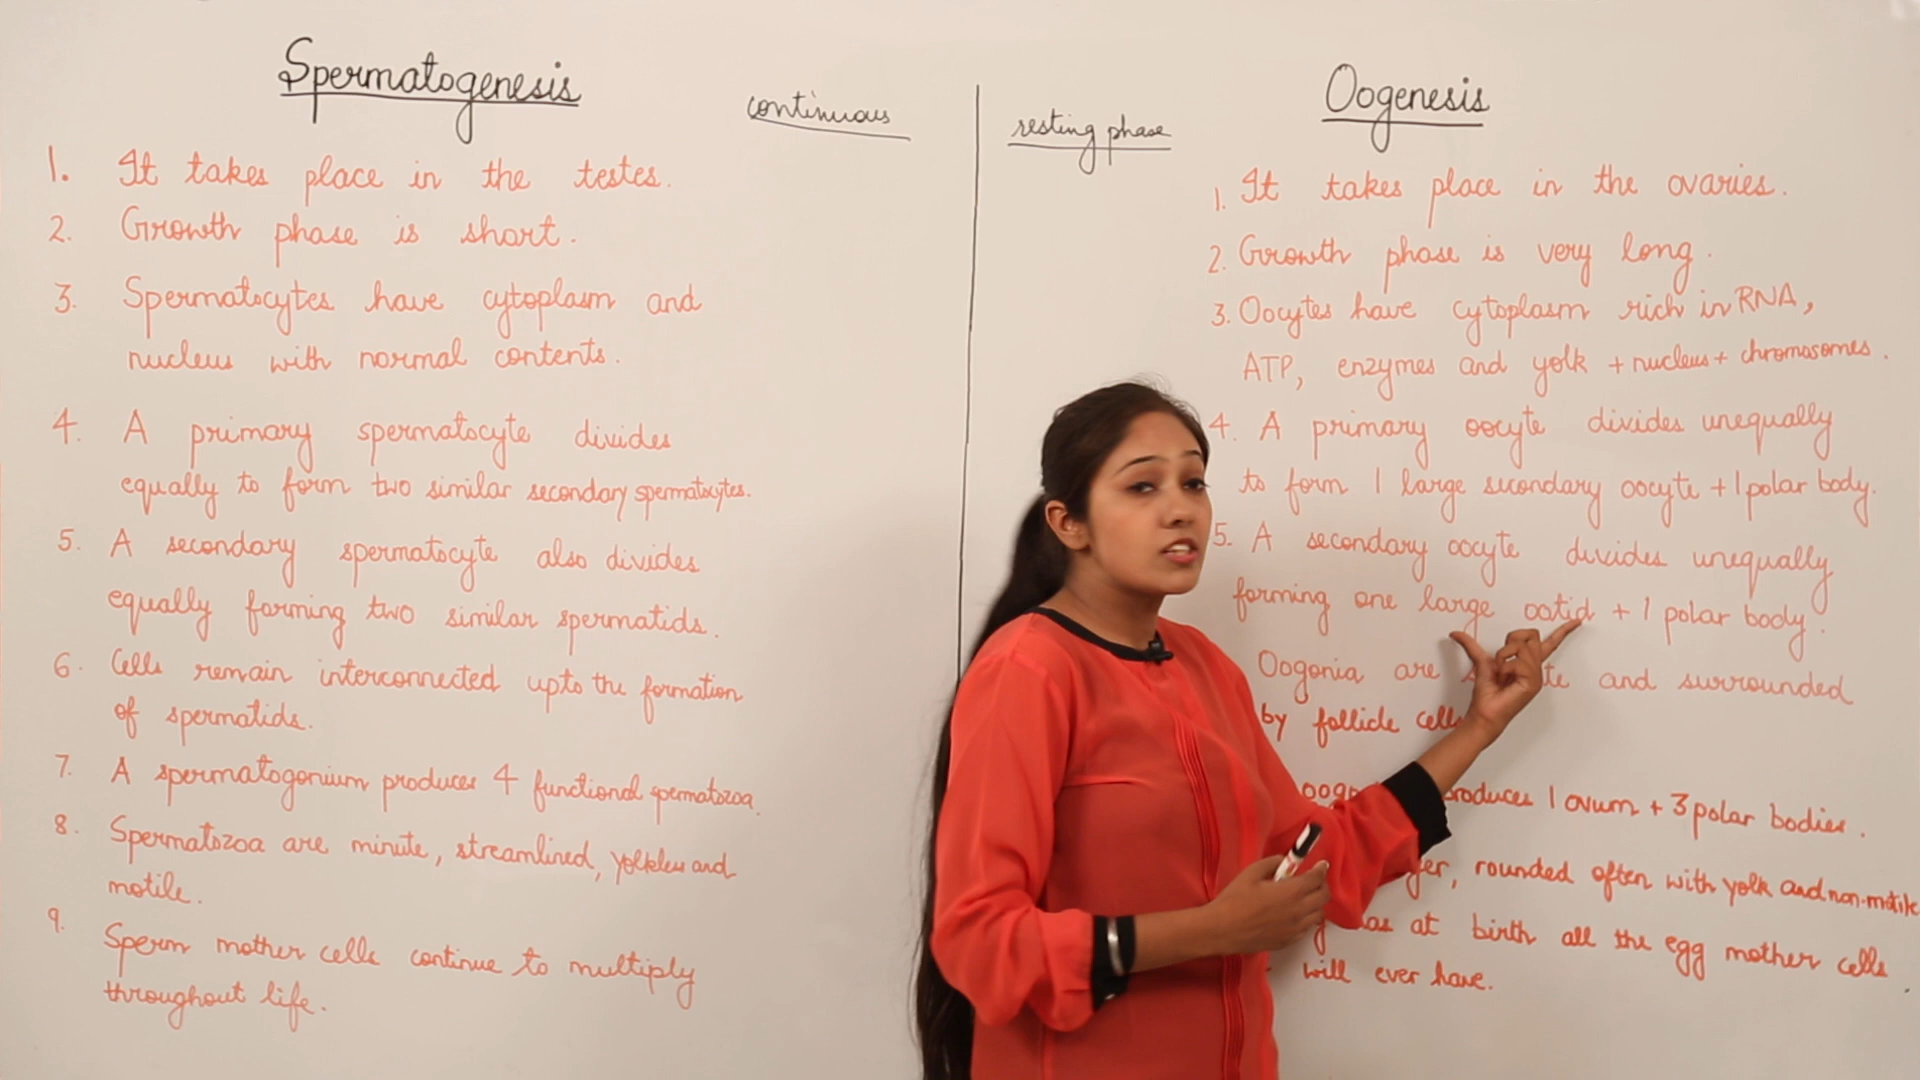 Spermatogenesis
continuous
1. It takes place in the testes.
2. Growth phase is short.
3. Spermatocytes have cytoplasm and
nucleus with normal contents.
4. A primary spermatocyte divides
equally to form two similar secondary spermatocytes.
5. A secondary spermatocyte also divides
equally forming two similar spermatids.
6. Cells remain interconnected upto the formation
of spermatids.
7. A spermatogonium produces 4 functional spermatozoa.
8. Spermatozoa are minute, streamlined, yolkless and
motile.
9. Sperm mother cells continue to multiply
throughout life.
Oogenesis
resting phase
1. It takes place in the ovaries.
2. Growth phase is very long.
3. Oocytes have cytoplasm rich in RNA,
ATP, enzymes and yolk + nucleus + chromosomes.
4. A primary oocyte divides unequally
to form 1 large secondary oocyte + 1 polar body.
5. A secondary oocyte divides unequally
forming one large ootid + 1 polar body.
Oogonia are and surrounded
by follicle
produces 1 ovum + 3 polar bodies.
rounded often with yolk and non-motile
at birth all the egg mother cells
will ever have.